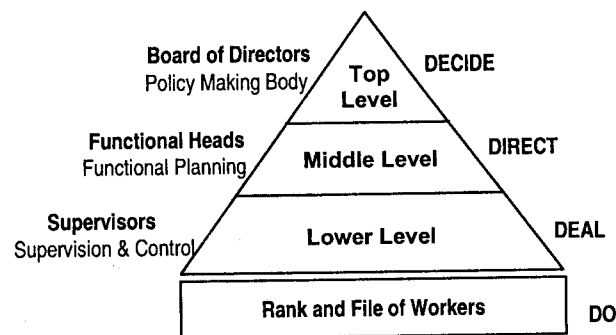 Board of Directors
Policy Making Body
Top
Level
DECIDE
Functional Heads
Functional Planning
Middle Level
DIRECT
Supervisors
Supervision & Control
Lower Level
DEAL
Rank and File of Workers
DO